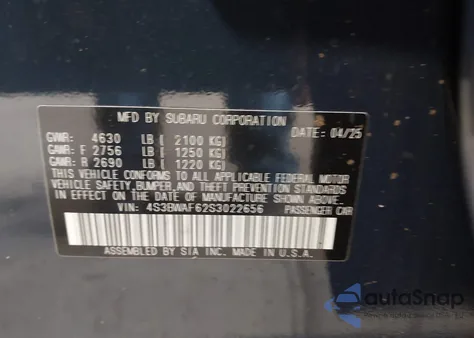 MFD BY SUBARU CORPORATION DATE: 04/25
GVWR: 4630 LB [ 2100 KG]
GAWR: F 2756 LB [ 1250 KG]
GAWR: R 2690 LB [ 1220 KG]
THIS VEHICLE CONFORMS TO ALL APPLICABLE FEDERAL MOTOR
VEHICLE SAFETY, BUMPER, AND THEFT PREVENTION STANDARDS
IN EFFECT ON THE DATE OF MANUFACTURE SHOWN ABOVE.
VIN: 4S3BWAF62S3022656 PASSENGER CAR
ASSEMBLED BY SIA INC. MADE IN U.S.A.
autoSnap